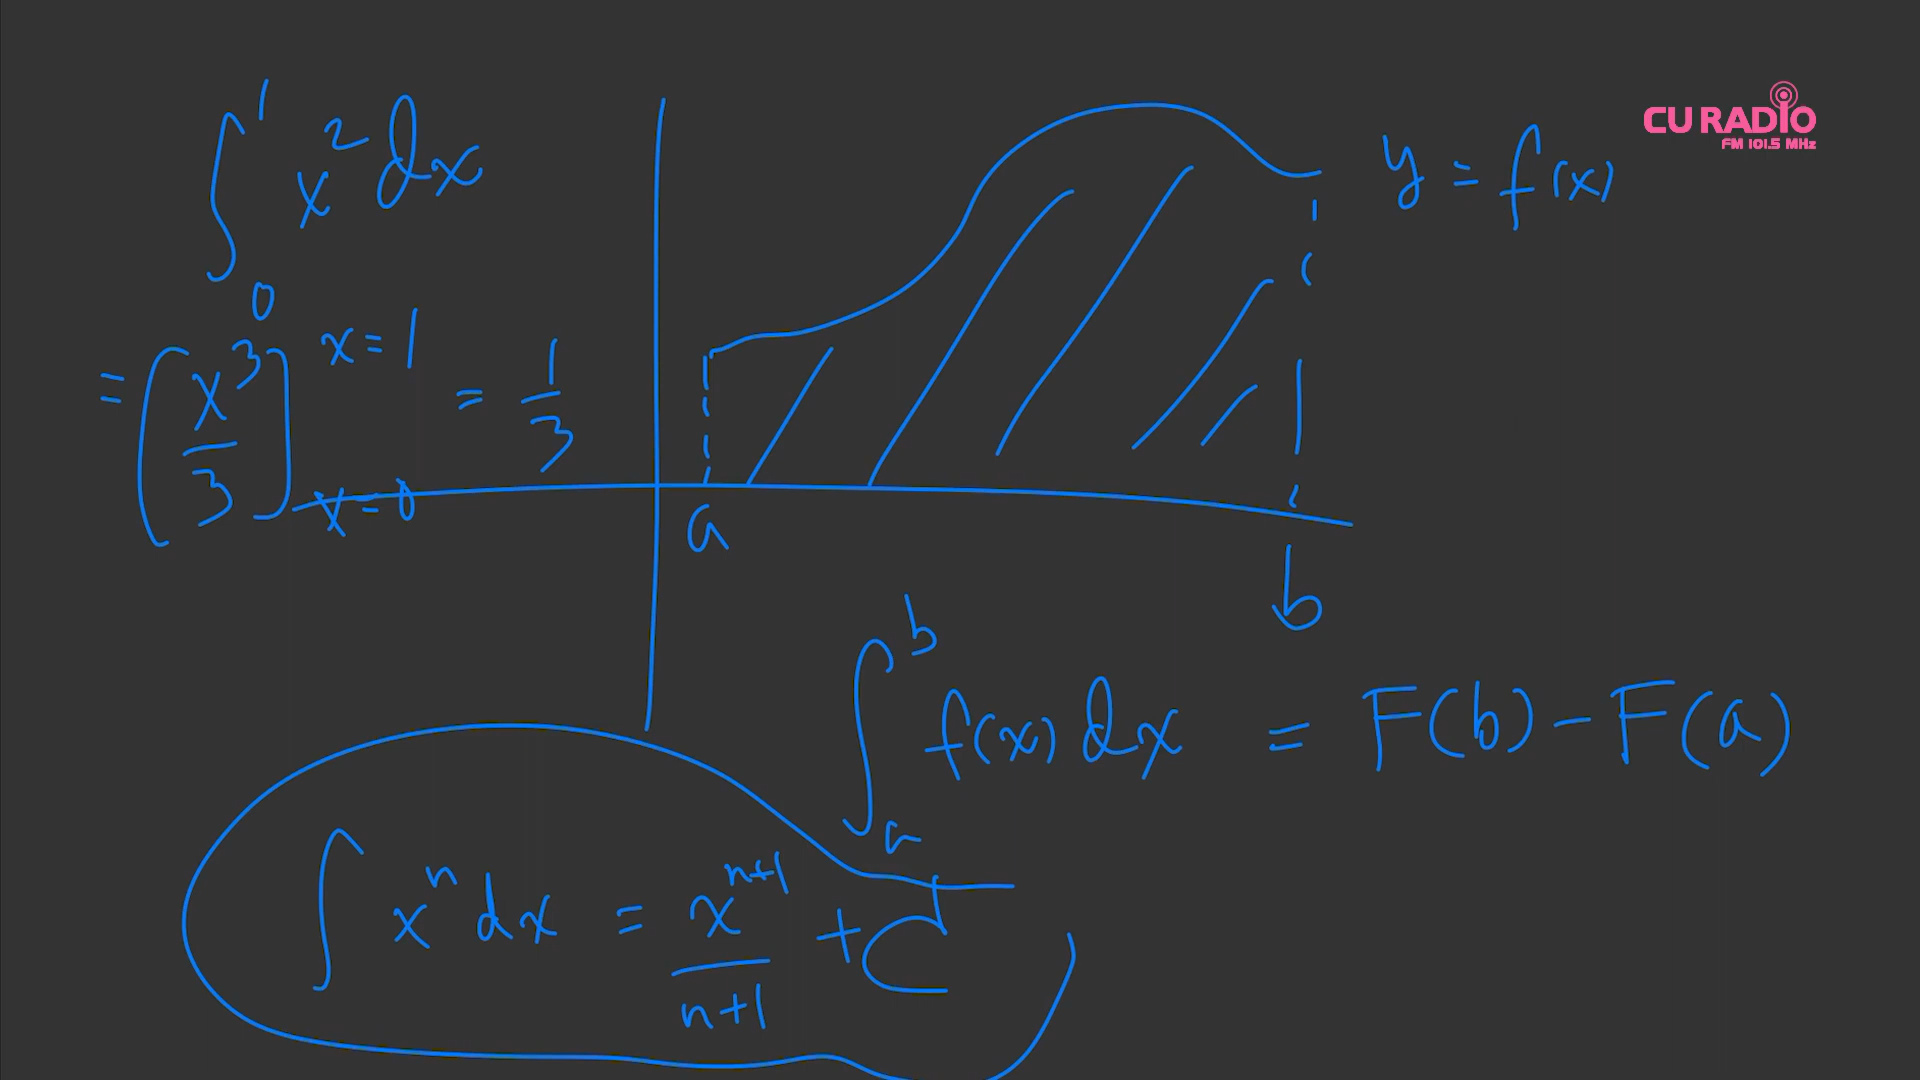 CU RADIO
FM 101.5 MHz
∫₀¹ x² dx
= [x³/3] x=1 x=0 = 1/3
y = f(x)
a
b
∫ₐᵇ f(x) dx = F(b) - F(a)
∫ xⁿ dx = xⁿ⁺¹/n+1 + C